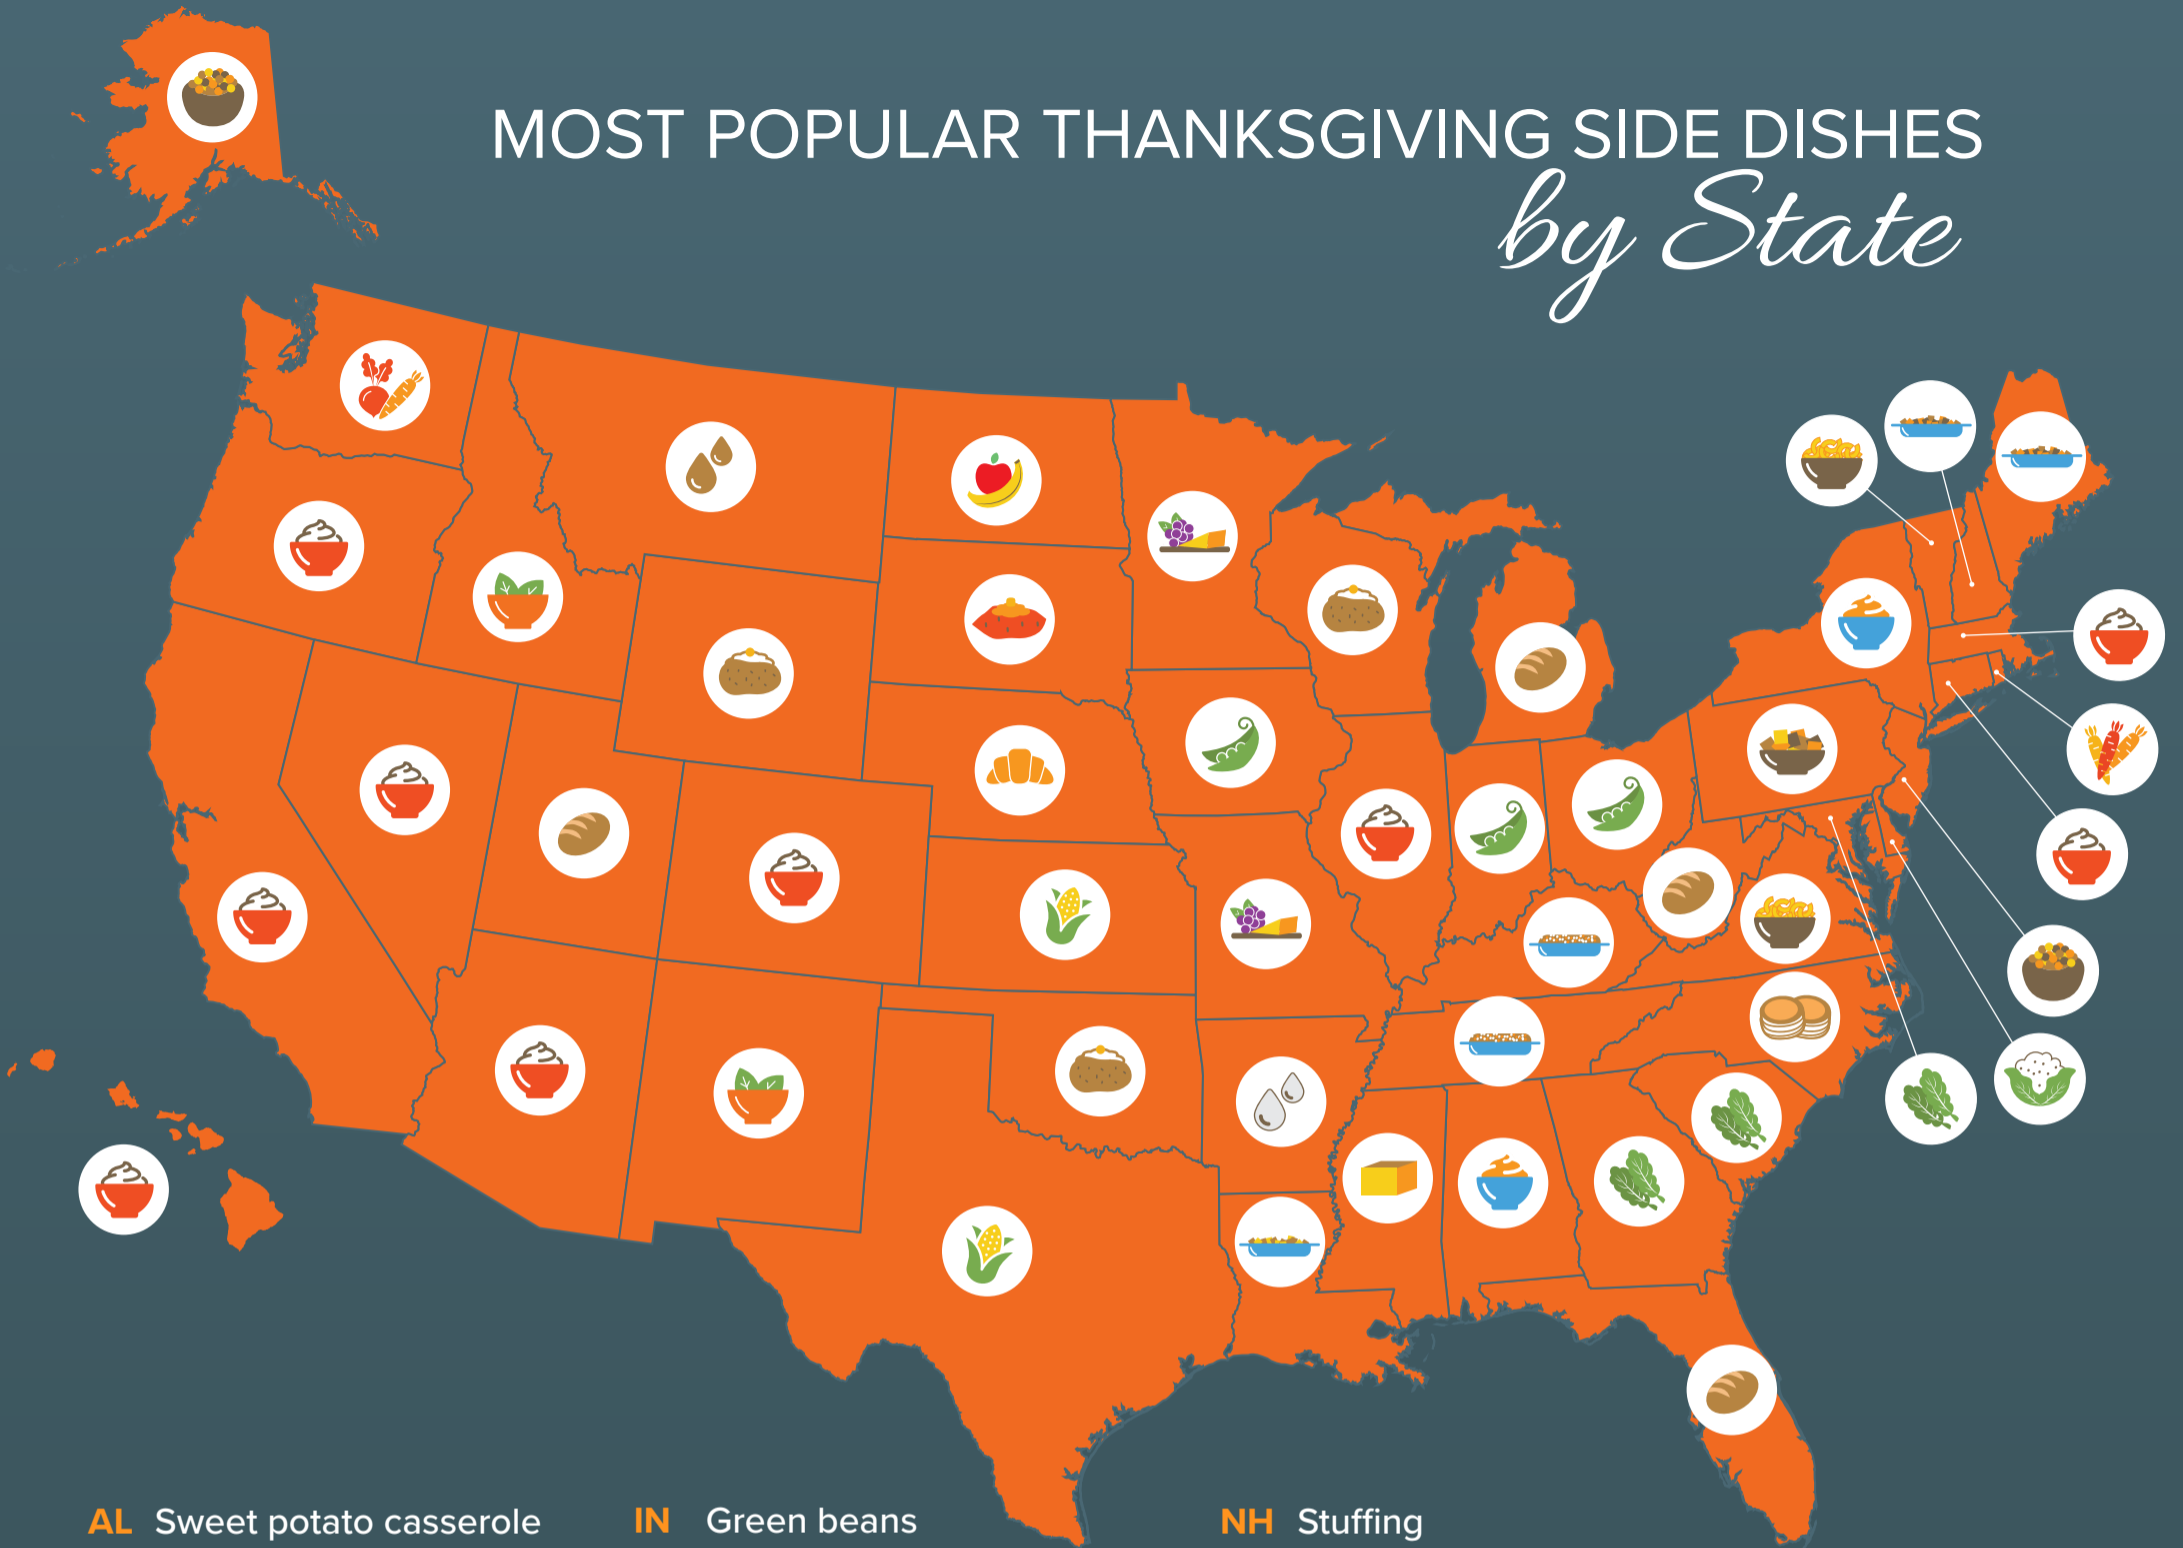 MOST POPULAR THANKSGIVING SIDE DISHES
by State
AL Sweet potato casserole
IN Green beans
NH Stuffing